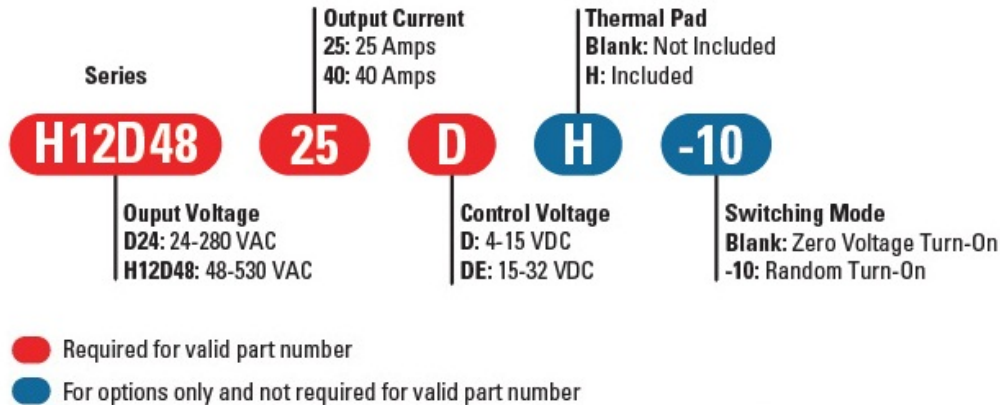 Output Current
25: 25 Amps
40: 40 Amps
Thermal Pad
Blank: Not Included
H: Included
Series
H12D48 25 D H -10
Ouput Voltage
D24: 24-280 VAC
H12D48: 48-530 VAC
Control Voltage
D: 4-15 VDC
DE: 15-32 VDC
Switching Mode
Blank: Zero Voltage Turn-On
-10: Random Turn-On
Required for valid part number
For options only and not required for valid part number